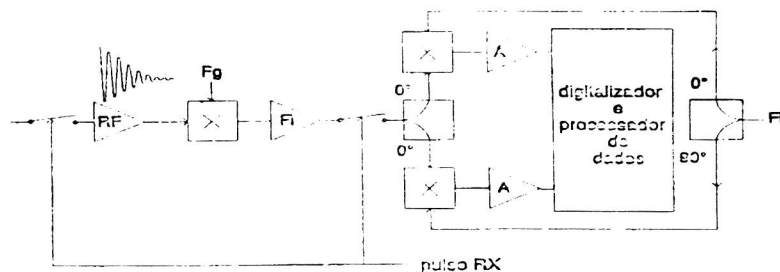 Fg
RF
Fi
0°
0°
A
A
digitalizador
e
processador
de
dados
0°
90°
pulso RX